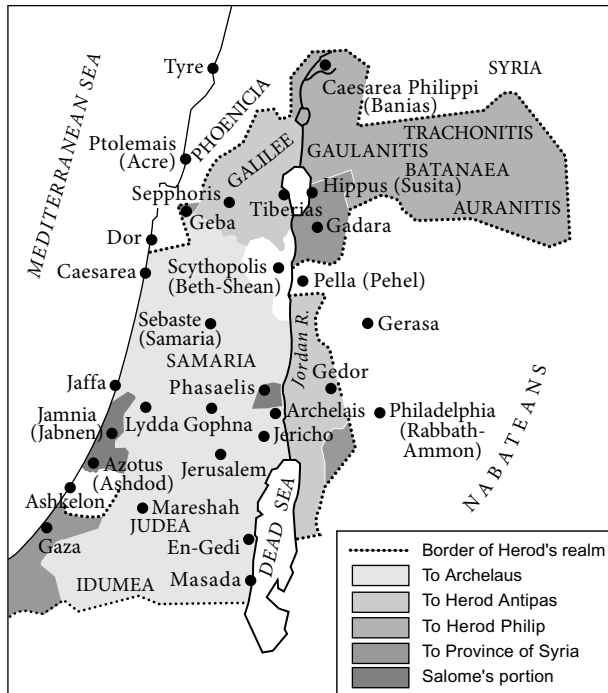 Tyre
MEDITERRANEAN SEA
PHOENICIA
SYRIA
Caesarea Philippi
(Banias)
TRACHONITIS
Ptolemais
(Acre)
GALILEE
GAULANITIS
BATANAEA
Sepphoris
Hippus (Susita)
Geba
Tiberias
AURANITIS
Gadara
Dor
Caesarea
Scythopolis
(Beth-Shean)
Pella (Pehel)
Sebaste
(Samaria)
Jordan R.
Gerasa
SAMARIA
Jaffa
Phasaelis
Gedor
Jamnia
(Jabnen)
Lydda
Gophna
Archelais
Philadelphia
(Rabbath-
Ammon)
Jericho
NABATEANS
Azotus
(Ashdod)
Jerusalem
Ashkelon
Mareshah
JUDEA
DEAD SEA
Gaza
En-Gedi
IDUMEA
Masada
Border of Herod's realm
To Archelaus
To Herod Antipas
To Herod Philip
To Province of Syria
Salome's portion